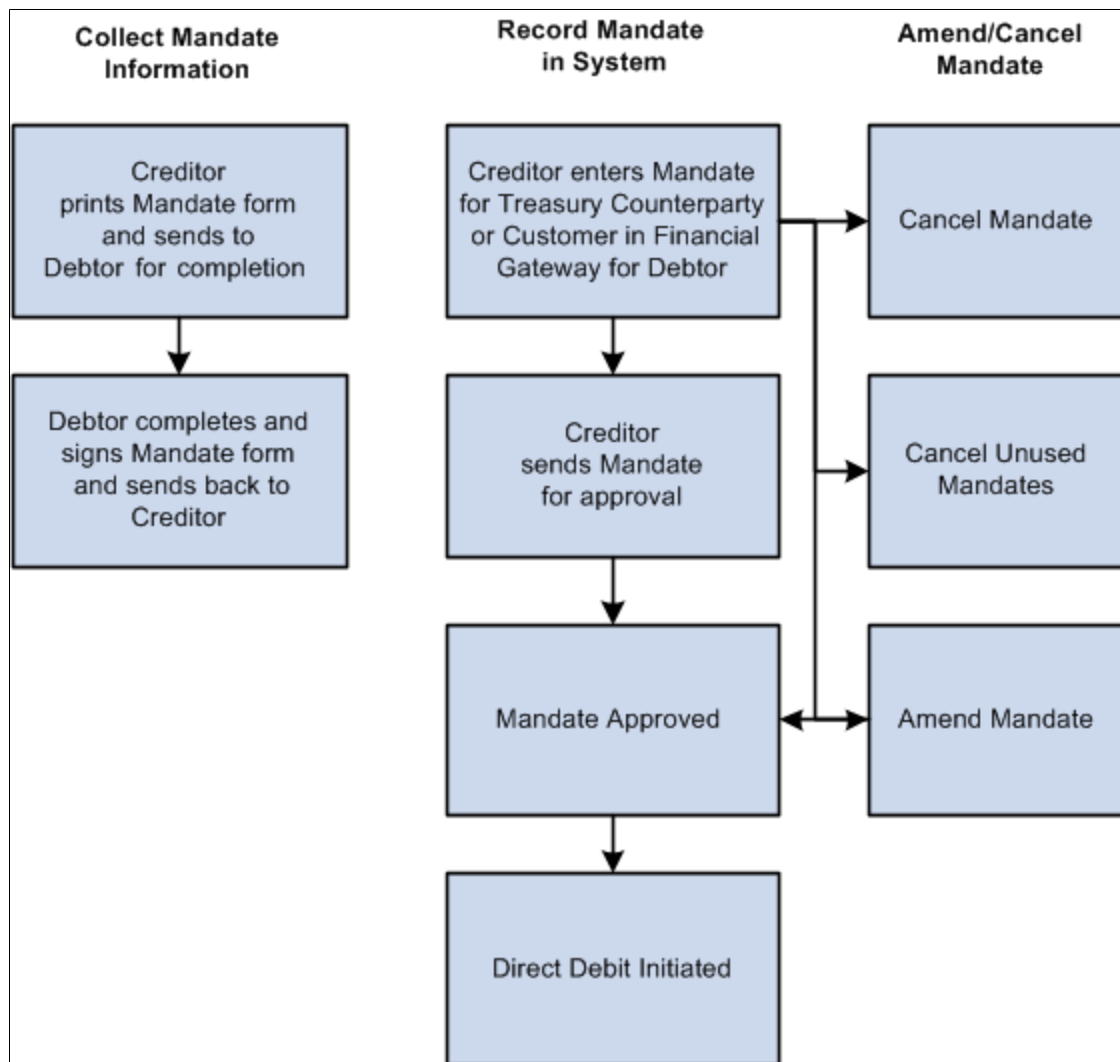 Collect Mandate
Information
Record Mandate
in System
Amend/Cancel
Mandate
Creditor
prints Mandate form
and sends to
Debtor for completion
Debtor completes and
signs Mandate form
and sends back to
Creditor
Creditor enters Mandate
for Treasury Counterparty
or Customer in Financial
Gateway for Debtor
Creditor
sends Mandate
for approval
Mandate Approved
Direct Debit Initiated
Cancel Mandate
Cancel Unused
Mandates
Amend Mandate